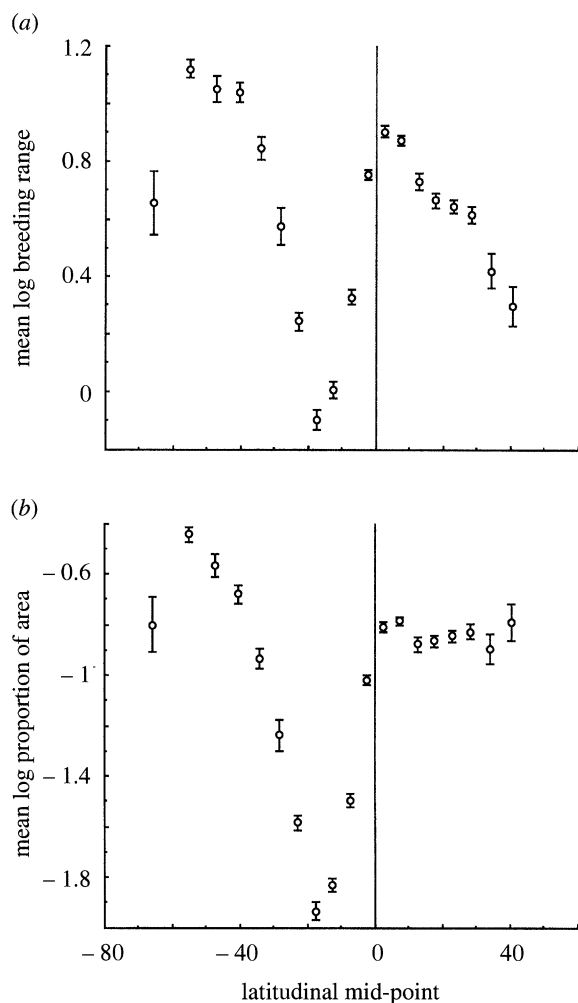 (a)
1.2
0.8
0.4
0
mean log breeding range
(b)
– 0.6
– 1
– 1.4
– 1.8
mean log proportion of area
– 80
– 40
0
40
latitudinal mid-point